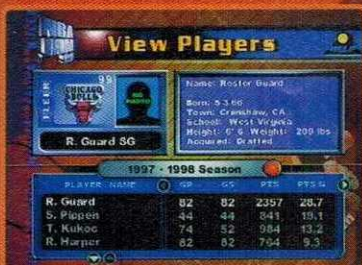 View Players
FLEER
99
CHICAGO BULLS
NO PHOTO
R. Guard SG
Name: Roster Guard
Born: 5-3-60
Town: Crenshaw, CA
School: West Virginia
Height: 6' 6 Weight: 209 lbs
Acquired: Drafted
1997 - 1998 Season
PLAYER NAME GP GS PTS PTSG
R. Guard 82 82 2357 28.7
S. Pippen 44 44 841 19.1
T. Kukoc 74 52 984 13.2
R. Harper 82 82 764 9.3